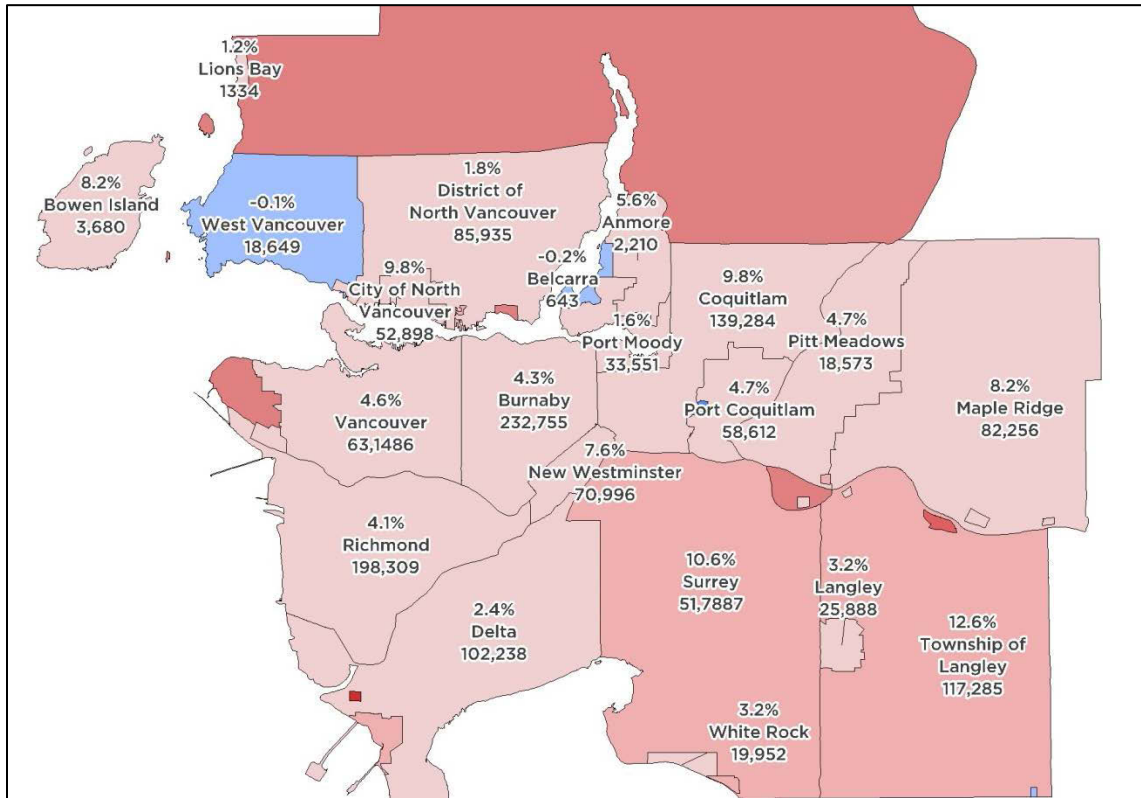 1.2%
Lions Bay
1334
8.2%
Bowen Island
3,680
-0.1%
West Vancouver
18,649
1.8%
District of
North Vancouver
85,935
5.6%
Anmore
2,210
-0.2%
Belcarra
643
9.8%
City of North
Vancouver
52,898
1.6%
Port Moody
33,551
9.8%
Coquitlam
139,284
4.7%
Pitt Meadows
18,573
4.6%
Vancouver
63,1486
4.3%
Burnaby
232,755
4.7%
Port Coquitlam
58,612
8.2%
Maple Ridge
82,256
7.6%
New Westminster
70,996
4.1%
Richmond
198,309
10.6%
Surrey
51,7887
3.2%
Langley
25,888
2.4%
Delta
102,238
12.6%
Township of
Langley
117,285
3.2%
White Rock
19,952